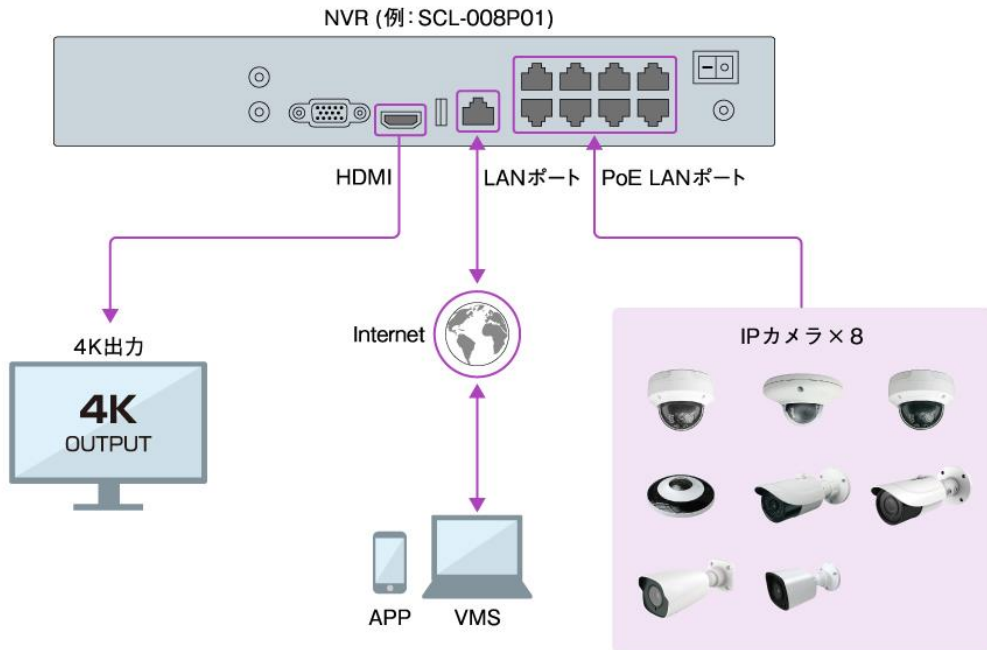 NVR (例：SCL-008P01)
HDMI
LANポート
PoE LANポート
4K出力
4K
OUTPUT
Internet
APP
VMS
IPカメラ×8